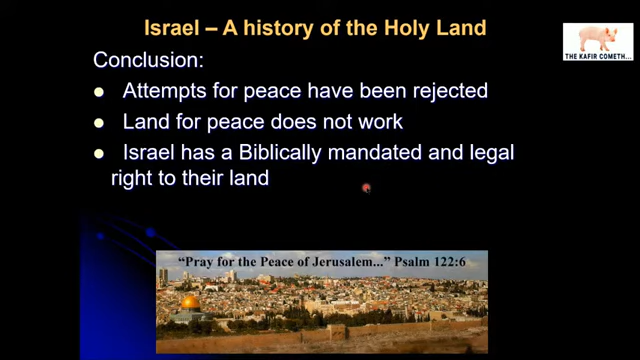 Israel – A history of the Holy Land
THE KAFIR COMETH...
Conclusion:
Attempts for peace have been rejected
Land for peace does not work
Israel has a Biblically mandated and legal
right to their land
“Pray for the Peace of Jerusalem...” Psalm 122:6